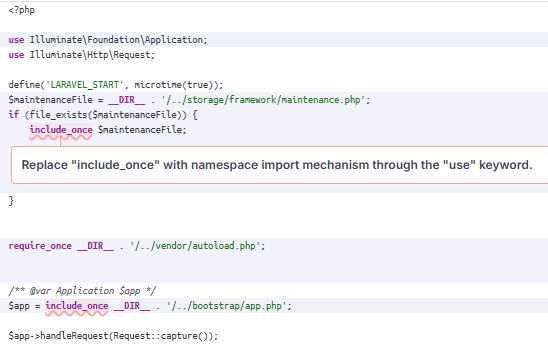 <?php
use Illuminate\Foundation\Application;
use Illuminate\Http\Request;
define('LARAVEL_START', microtime(true));
$maintenanceFile = __DIR__ . '/../storage/framework/maintenance.php';
if (file_exists($maintenanceFile)) {
include_once $maintenanceFile;
Replace "include_once" with namespace import mechanism through the "use" keyword.
}
require_once __DIR__ . '/../vendor/autoload.php';
/** @var Application $app */
$app = include_once __DIR__ . '/../bootstrap/app.php';
$app->handleRequest(Request::capture());